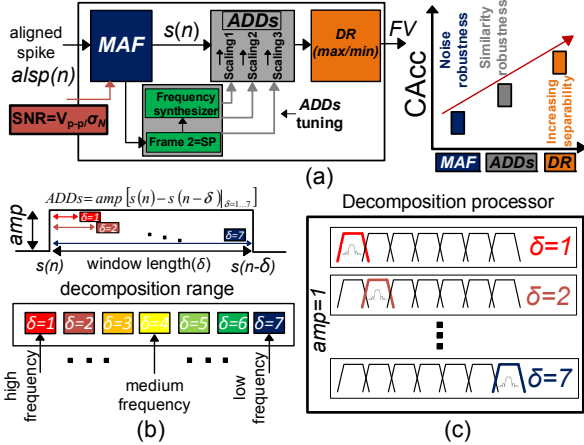 aligned spike
alsp(n)
MAF
s(n)
ADDs
Scaling1
Scaling2
Scaling3
DR
(max/min)
FV
SNR=Vp-p/σN
Frequency synthesizer
Frame 2=SP
ADDs
tuning
(a)
CAcc
Noise robustness
Similarity robustness
Increasing separability
MAF
ADDs
DR
ADDs=amp[s(n)-s(n-δ)|δ=1...7]
amp
δ=1
δ=2
. . .
δ=7
s(n)
window length(δ)
s(n-δ)
decomposition range
δ=1
δ=2
δ=3
δ=4
δ=5
δ=6
δ=7
high frequency
medium frequency
low frequency
(b)
Decomposition processor
amp=1
δ=1
δ=2
δ=7
(c)